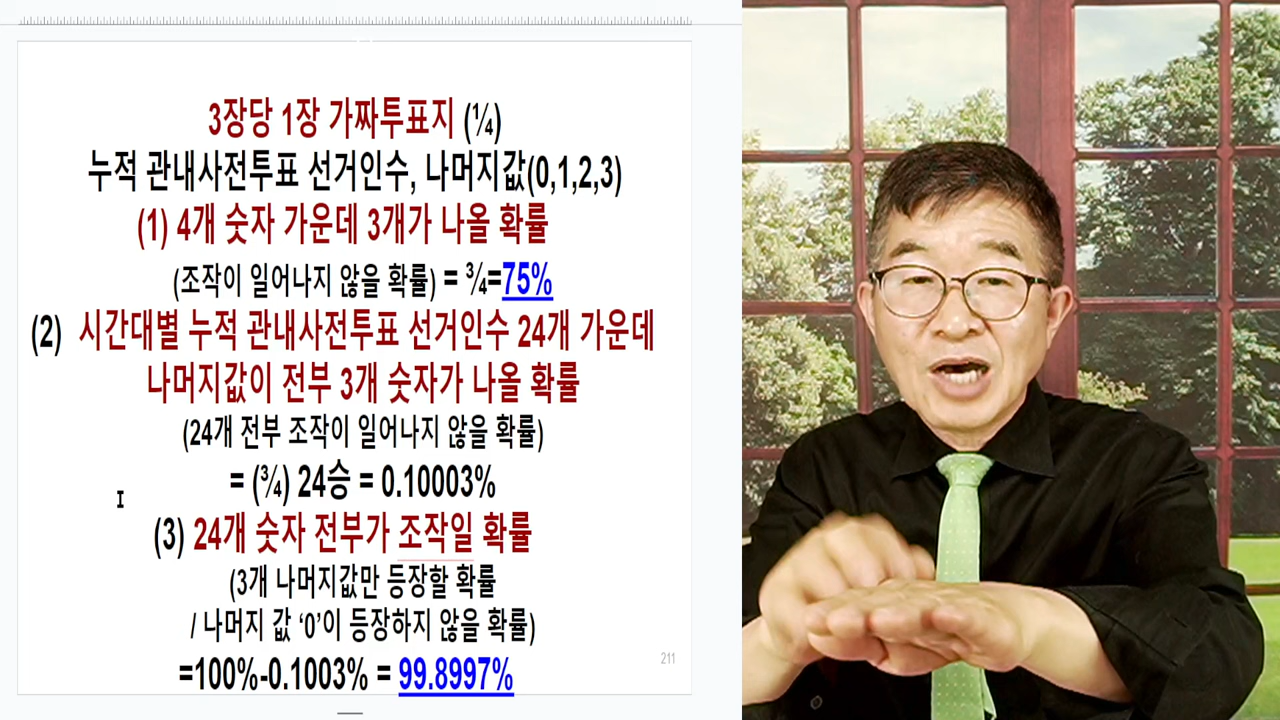 3장당 1장 가짜투표지 (¼)
누적 관내사전투표 선거인수, 나머지값(0,1,2,3)
(1) 4개 숫자 가운데 3개가 나올 확률
(조작이 일어나지 않을 확률) = ¾=75%
(2) 시간대별 누적 관내사전투표 선거인수 24개 가운데
나머지값이 전부 3개 숫자가 나올 확률
(24개 전부 조작이 일어나지 않을 확률)
= (¾) 24승 = 0.10003%
(3) 24개 숫자 전부가 조작일 확률
(3개 나머지값만 등장할 확률
/ 나머지 값 ‘0’이 등장하지 않을 확률)
=100%-0.1003% = 99.8997%
211